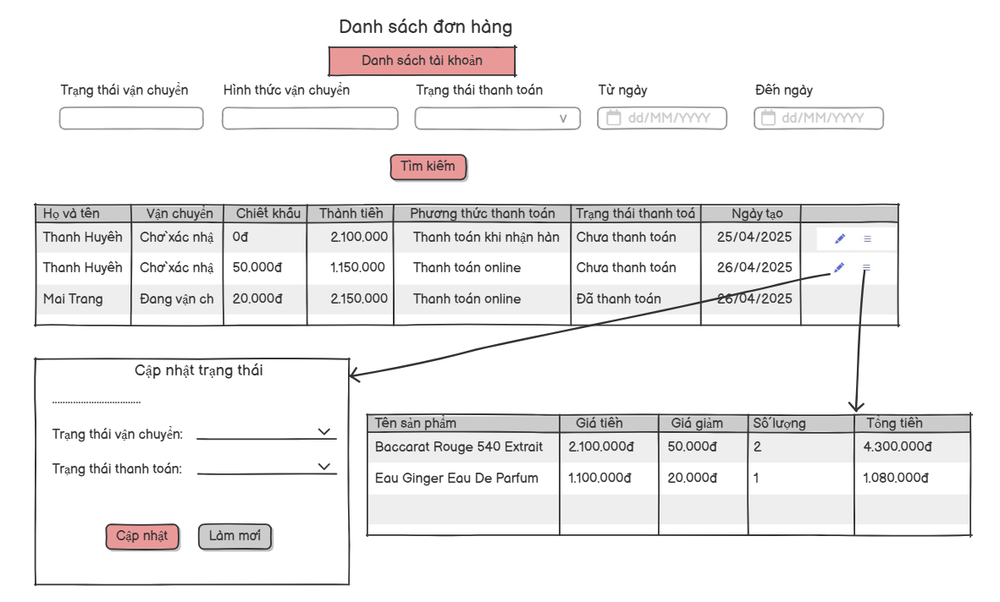 Danh sách đơn hàng
Danh sách tài khoản
Trạng thái vận chuyển Hình thức vận chuyển Trạng thái thanh toán Từ ngày Đến ngày
v dd/MM/YYYY dd/MM/YYYY
Tìm kiếm
Họ và tên Vận chuyển Chiết khấu Thành tiền Phương thức thanh toán Trạng thái thanh toá Ngày tạo
Thanh Huyền Chờ xác nhậ 0đ 2.100.000 Thanh toán khi nhận hàn Chưa thanh toán 25/04/2025
Thanh Huyền Chờ xác nhậ 50.000đ 1.150.000 Thanh toán online Chưa thanh toán 26/04/2025
Mai Trang Đang vận ch 20.000đ 2.150.000 Thanh toán online Đã thanh toán 26/04/2025
Cập nhật trạng thái
..................................
Trạng thái vận chuyển:
Trạng thái thanh toán:
Cập nhật Làm mới
Tên sản phẩm Giá tiền Giá giảm Số lượng Tổng tiền
Baccarat Rouge 540 Extrait 2.100.000đ 50.000đ 2 4.300.000đ
Eau Ginger Eau De Parfum 1.100.000đ 20.000đ 1 1.080.000đ